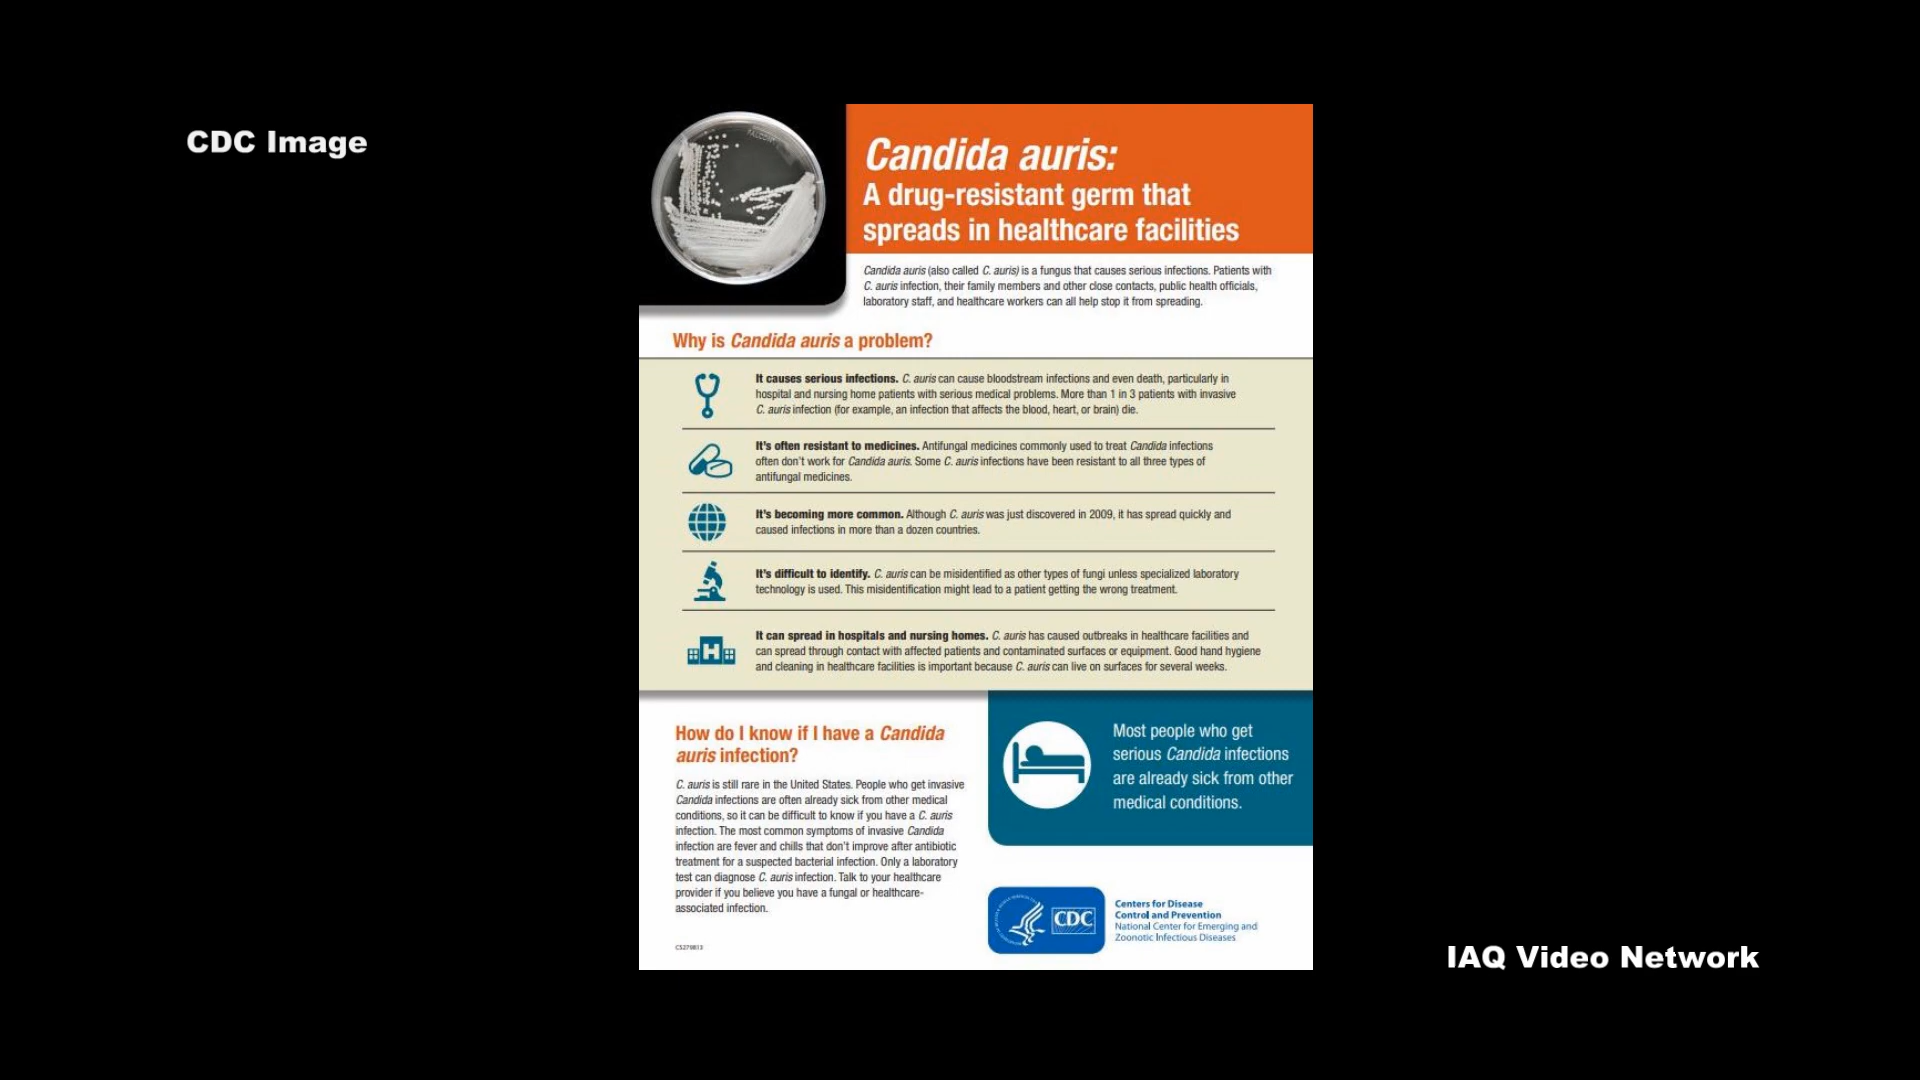 CDC Image
Candida auris:
A drug-resistant germ that
spreads in healthcare facilities
Candida auris (also called C. auris) is a fungus that causes serious infections. Patients with
C. auris infection, their family members and other close contacts, public health officials,
laboratory staff, and healthcare workers can all help stop it from spreading.
Why is Candida auris a problem?
It causes serious infections. C. auris can cause bloodstream infections and even death, particularly in
hospital and nursing home patients with serious medical problems. More than 1 in 3 patients with invasive
C. auris infection (for example, an infection that affects the blood, heart, or brain) die.
It's often resistant to medicines. Antifungal medicines commonly used to treat Candida infections
often don't work for Candida auris. Some C. auris infections have been resistant to all three types of
antifungal medicines.
It's becoming more common. Although C. auris was just discovered in 2009, it has spread quickly and
caused infections in more than a dozen countries.
It's difficult to identify. C. auris can be misidentified as other types of fungi unless specialized laboratory
technology is used. This misidentification might lead to a patient getting the wrong treatment.
H
It can spread in hospitals and nursing homes. C. auris has caused outbreaks in healthcare facilities and
can spread through contact with affected patients and contaminated surfaces or equipment. Good hand hygiene
and cleaning in healthcare facilities is important because C. auris can live on surfaces for several weeks.
How do I know if I have a Candida
auris infection?
C. auris is still rare in the United States. People who get invasive
Candida infections are often already sick from other medical
conditions, so it can be difficult to know if you have a C. auris
infection. The most common symptoms of invasive Candida
infection are fever and chills that don't improve after antibiotic
treatment for a suspected bacterial infection. Only a laboratory
test can diagnose C. auris infection. Talk to your healthcare
provider if you believe you have a fungal or healthcare-
associated infection.
CS279813
Most people who get
serious Candida infections
are already sick from other
medical conditions.
CDC
Centers for Disease
Control and Prevention
National Center for Emerging and
Zoonotic Infectious Diseases
IAQ Video Network